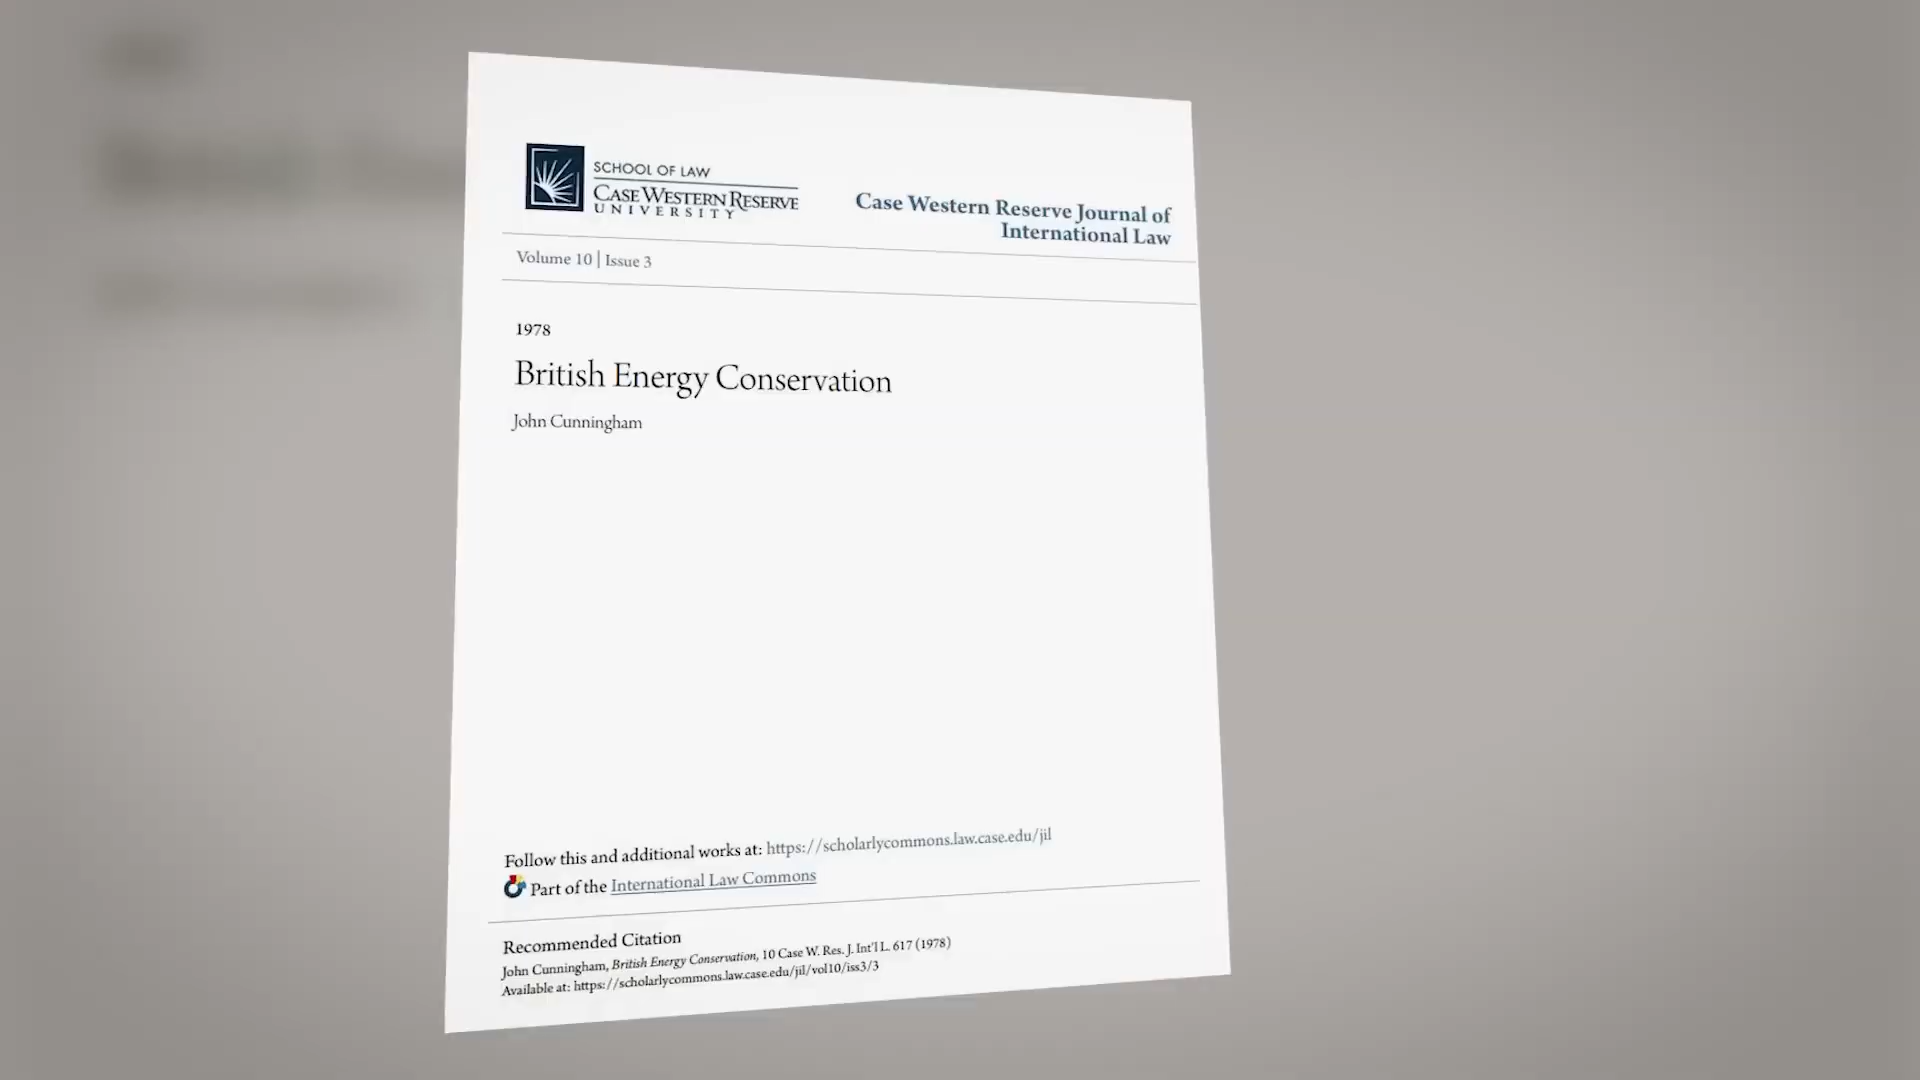 SCHOOL OF LAW
CASE WESTERN RESERVE
UNIVERSITY
Case Western Reserve Journal of
International Law
Volume 10 | Issue 3
1978
British Energy Conservation
John Cunningham
Follow this and additional works at: https://scholarlycommons.law.case.edu/jil
Part of the International Law Commons
Recommended Citation
John Cunningham, British Energy Conservation, 10 Case W. Res. J. Int'l L. 617 (1978)
Available at: https://scholarlycommons.law.case.edu/jil/vol10/iss3/3